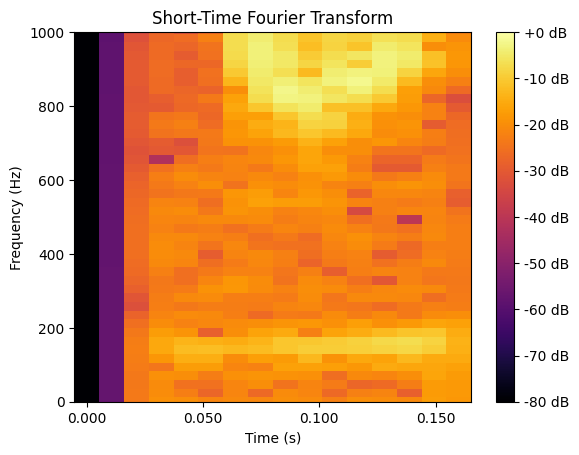 Short-Time Fourier Transform
1000
800
600
400
200
0
Frequency (Hz)
0.000
0.050
0.100
0.150
Time (s)
+0 dB
-10 dB
-20 dB
-30 dB
-40 dB
-50 dB
-60 dB
-70 dB
-80 dB